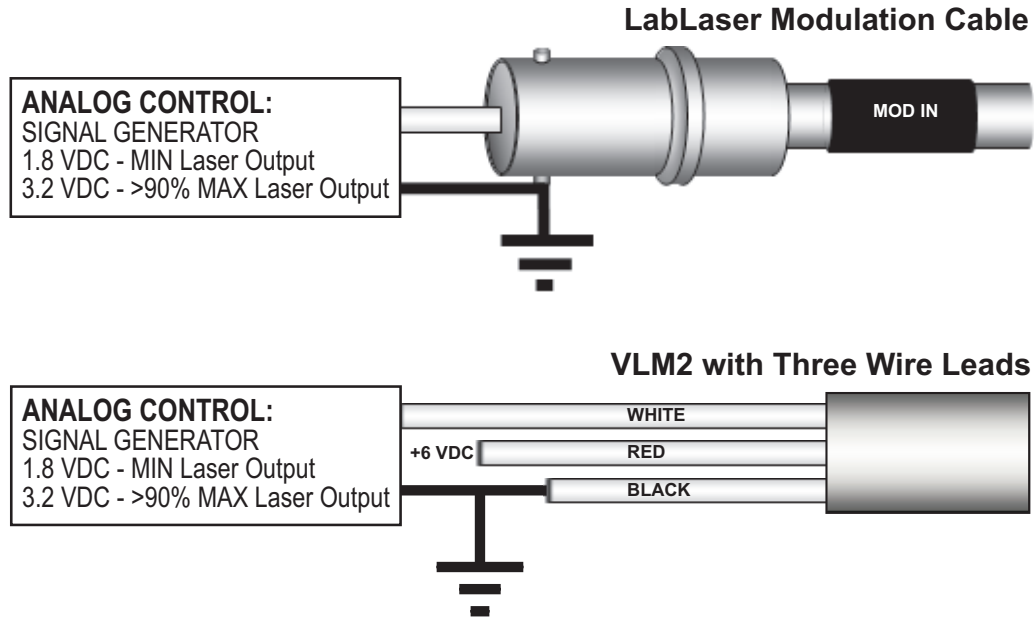 LabLaser Modulation Cable
ANALOG CONTROL:
SIGNAL GENERATOR
1.8 VDC - MIN Laser Output
3.2 VDC - >90% MAX Laser Output
MOD IN
VLM2 with Three Wire Leads
ANALOG CONTROL:
SIGNAL GENERATOR
1.8 VDC - MIN Laser Output
3.2 VDC - >90% MAX Laser Output
WHITE
+6 VDC
RED
BLACK